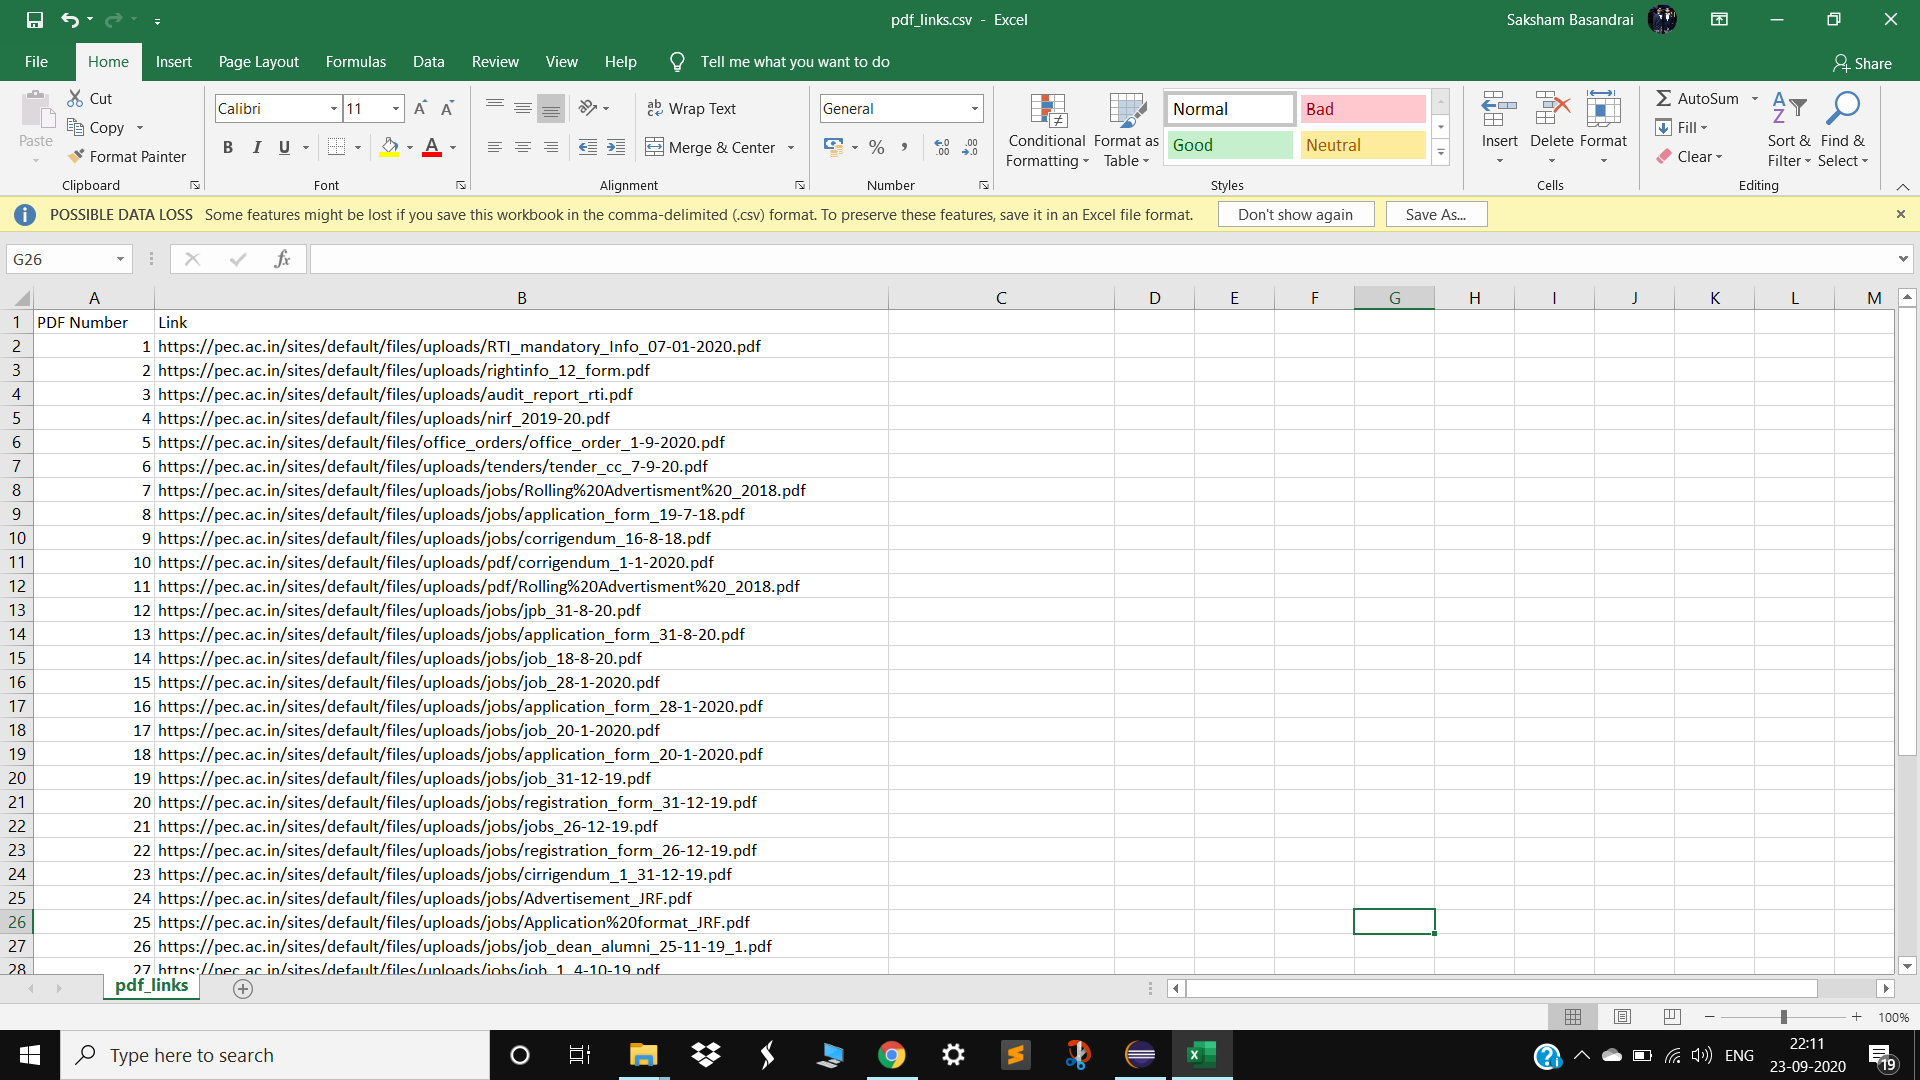 pdf_links.csv - Excel
Saksham Basandrai
File Home Insert Page Layout Formulas Data Review View Help Tell me what you want to do Share
Paste Cut Copy Format Painter Clipboard
Calibri 11 B I U A Font
Wrap Text Merge & Center Alignment
General % , Number
Conditional Formatting Format as Table Normal Bad Good Neutral Styles
Insert Delete Format Cells
AutoSum Fill Clear Sort & Filter Find & Select Editing
POSSIBLE DATA LOSS Some features might be lost if you save this workbook in the comma-delimited (.csv) format. To preserve these features, save it in an Excel file format. Don't show again Save As...
G26 fx
A B C D E F G H I J K L M
1 PDF Number Link
2 1 https://pec.ac.in/sites/default/files/uploads/RTI_mandatory_Info_07-01-2020.pdf
3 2 https://pec.ac.in/sites/default/files/uploads/rightinfo_12_form.pdf
4 3 https://pec.ac.in/sites/default/files/uploads/audit_report_rti.pdf
5 4 https://pec.ac.in/sites/default/files/uploads/nirf_2019-20.pdf
6 5 https://pec.ac.in/sites/default/files/office_orders/office_order_1-9-2020.pdf
7 6 https://pec.ac.in/sites/default/files/uploads/tenders/tender_cc_7-9-20.pdf
8 7 https://pec.ac.in/sites/default/files/uploads/jobs/Rolling%20Advertisment%20_2018.pdf
9 8 https://pec.ac.in/sites/default/files/uploads/jobs/application_form_19-7-18.pdf
10 9 https://pec.ac.in/sites/default/files/uploads/jobs/corrigendum_16-8-18.pdf
11 10 https://pec.ac.in/sites/default/files/uploads/pdf/corrigendum_1-1-2020.pdf
12 11 https://pec.ac.in/sites/default/files/uploads/pdf/Rolling%20Advertisment%20_2018.pdf
13 12 https://pec.ac.in/sites/default/files/uploads/jobs/jpb_31-8-20.pdf
14 13 https://pec.ac.in/sites/default/files/uploads/jobs/application_form_31-8-20.pdf
15 14 https://pec.ac.in/sites/default/files/uploads/jobs/job_18-8-20.pdf
16 15 https://pec.ac.in/sites/default/files/uploads/jobs/job_28-1-2020.pdf
17 16 https://pec.ac.in/sites/default/files/uploads/jobs/application_form_28-1-2020.pdf
18 17 https://pec.ac.in/sites/default/files/uploads/jobs/job_20-1-2020.pdf
19 18 https://pec.ac.in/sites/default/files/uploads/jobs/application_form_20-1-2020.pdf
20 19 https://pec.ac.in/sites/default/files/uploads/jobs/job_31-12-19.pdf
21 20 https://pec.ac.in/sites/default/files/uploads/jobs/registration_form_31-12-19.pdf
22 21 https://pec.ac.in/sites/default/files/uploads/jobs/jobs_26-12-19.pdf
23 22 https://pec.ac.in/sites/default/files/uploads/jobs/registration_form_26-12-19.pdf
24 23 https://pec.ac.in/sites/default/files/uploads/jobs/cirrigendum_1_31-12-19.pdf
25 24 https://pec.ac.in/sites/default/files/uploads/jobs/Advertisement_JRF.pdf
26 25 https://pec.ac.in/sites/default/files/uploads/jobs/Application%20format_JRF.pdf
27 26 https://pec.ac.in/sites/default/files/uploads/jobs/job_dean_alumni_25-11-19_1.pdf
28 27 https://pec.ac.in/sites/default/files/uploads/jobs/job_1_4-10-19.pdf
pdf_links
100%
Type here to search
ENG
22:11
23-09-2020
19